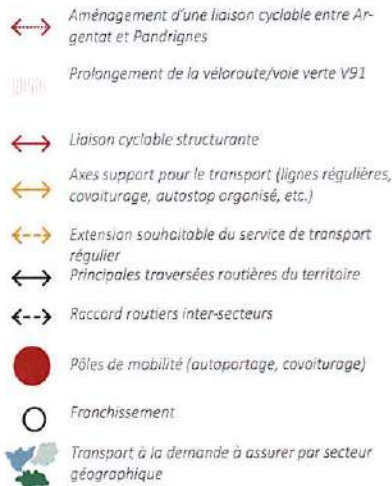 Aménagement d'une liaison cyclable entre Ar-
gentat et Pandrignes
Prolongement de la véloroute/voie verte V91
Liaison cyclable structurante
Axes support pour le transport (lignes régulières,
covoiturage, autostop organisé, etc.)
Extension souhaitable du service de transport
régulier
Principales traversées routières du territoire
Raccord routiers inter-secteurs
Pôles de mobilité (autopartage, covoiturage)
Franchissement
Transport à la demande à assurer par secteur
géographique